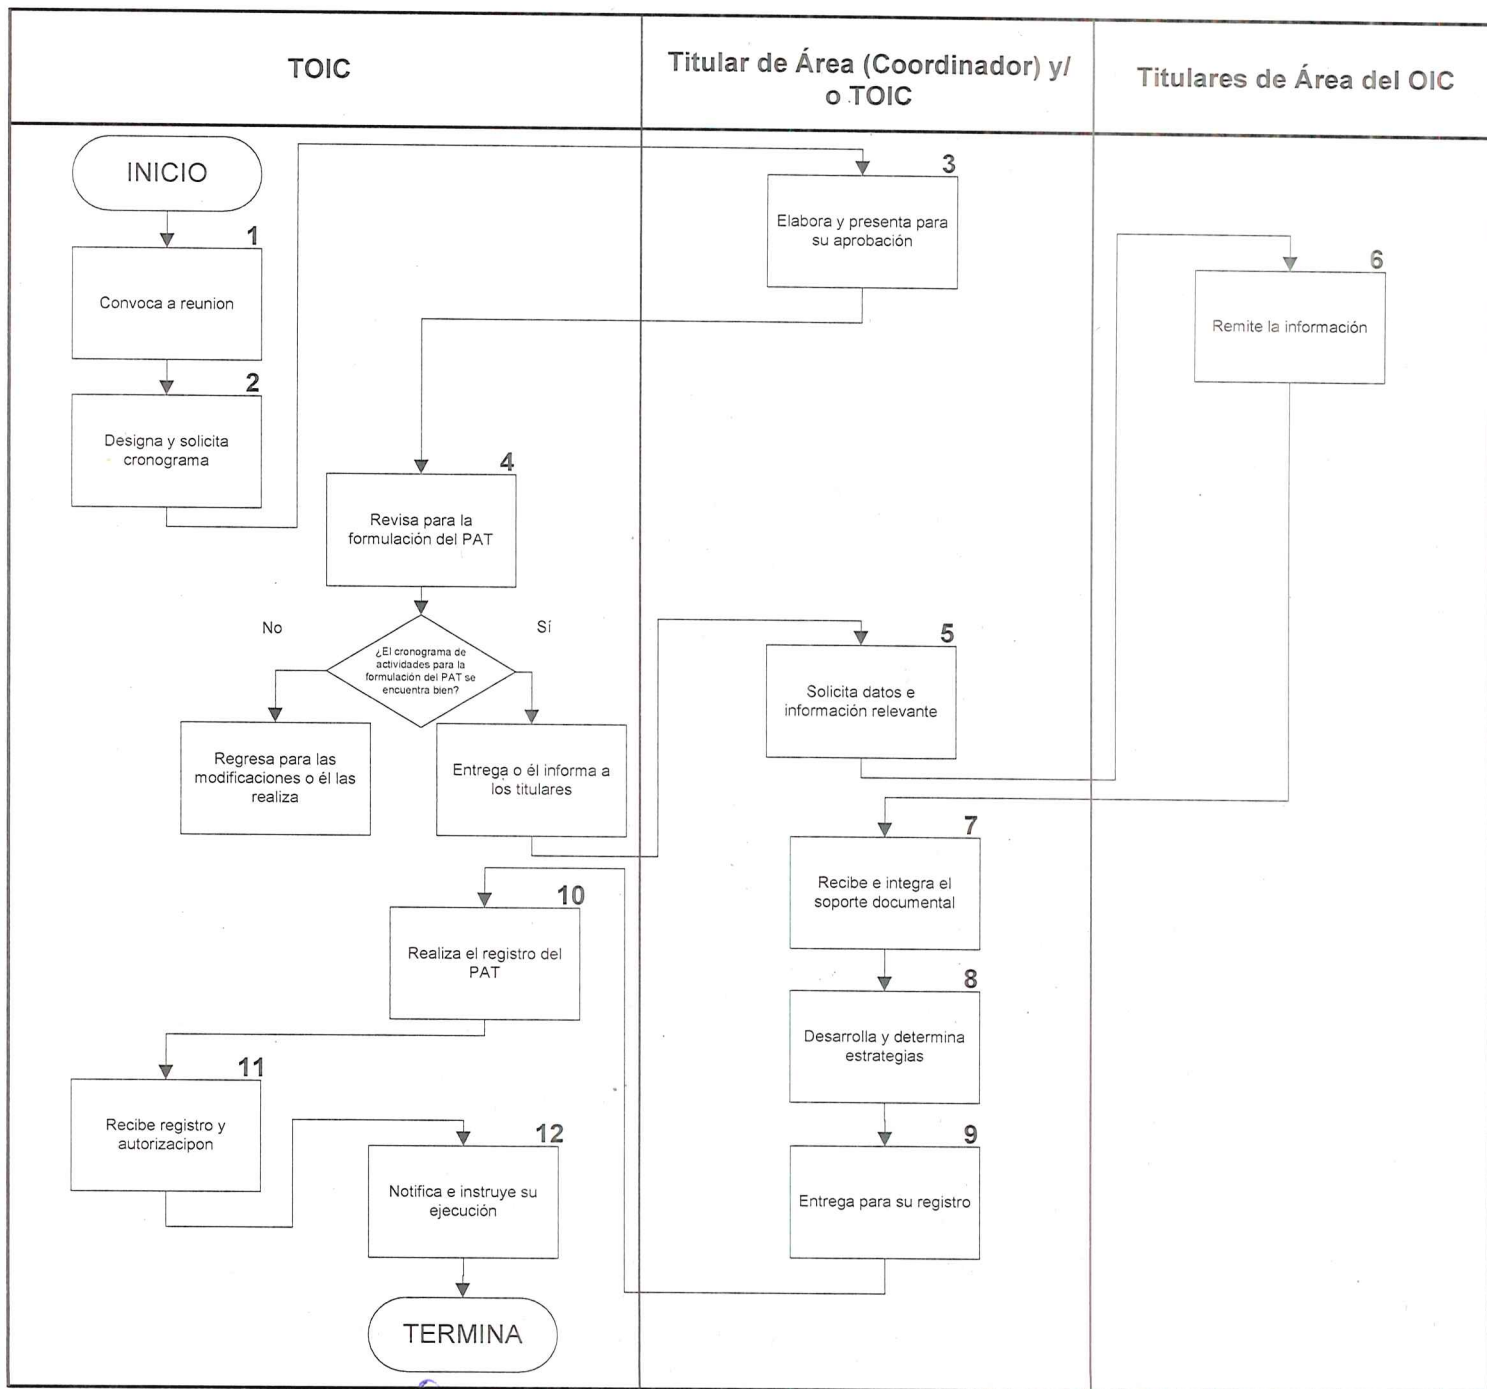 TOIC
Titular de Área (Coordinador) y/
o TOIC
Titulares de Área del OIC
INICIO
1
Convoca a reunion
2
Designa y solicita
cronograma
3
Elabora y presenta para
su aprobación
4
Revisa para la
formulación del PAT
¿El cronograma de
actividades para la
formulación del PAT se
encuentra bien?
No
Regresa para las
modificaciones o él las
realiza
Sí
Entrega o él informa a
los titulares
5
Solicita datos e
información relevante
6
Remite la información
7
Recibe e integra el
soporte documental
8
Desarrolla y determina
estrategias
9
Entrega para su registro
10
Realiza el registro del
PAT
11
Recibe registro y
autorizacipon
12
Notifica e instruye su
ejecución
TERMINA